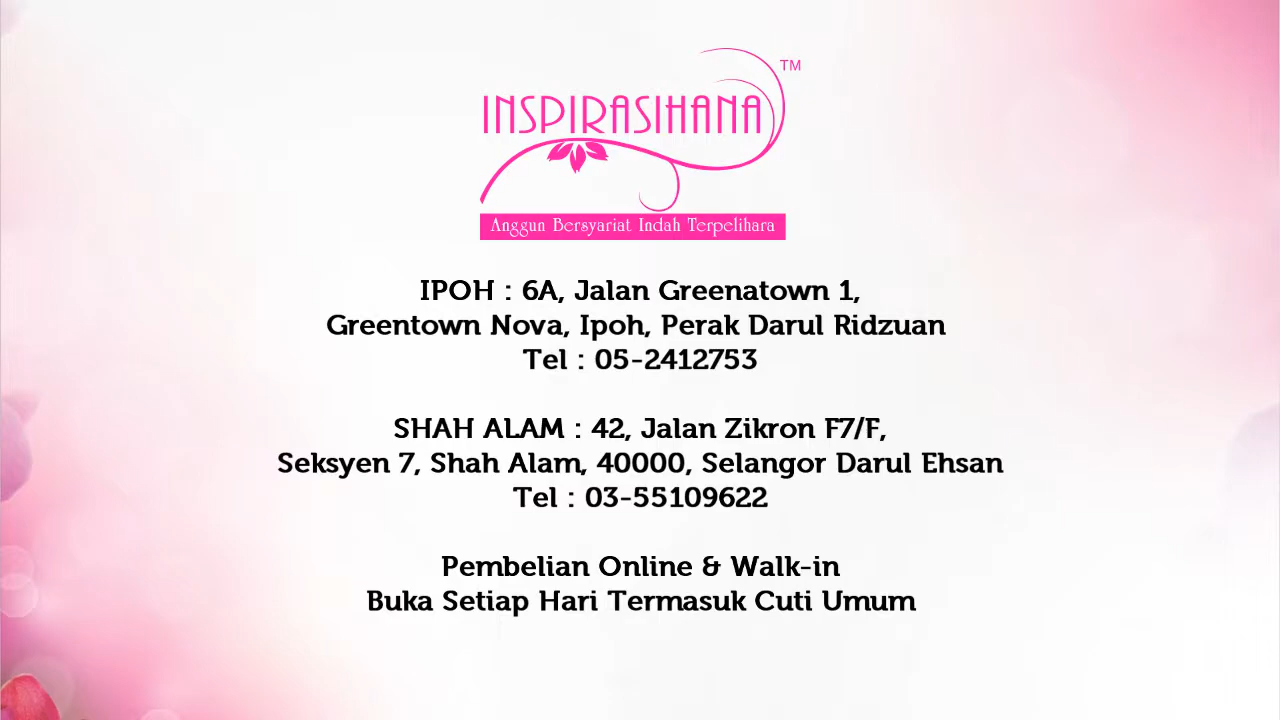 INSPIRASIHANA TM
Anggun Bersyariat Indah Terpelihara
IPOH : 6A, Jalan Greenatown 1,
Greentown Nova, Ipoh, Perak Darul Ridzuan
Tel : 05-2412753
SHAH ALAM : 42, Jalan Zikron F7/F,
Seksyen 7, Shah Alam, 40000, Selangor Darul Ehsan
Tel : 03-55109622
Pembelian Online & Walk-in
Buka Setiap Hari Termasuk Cuti Umum